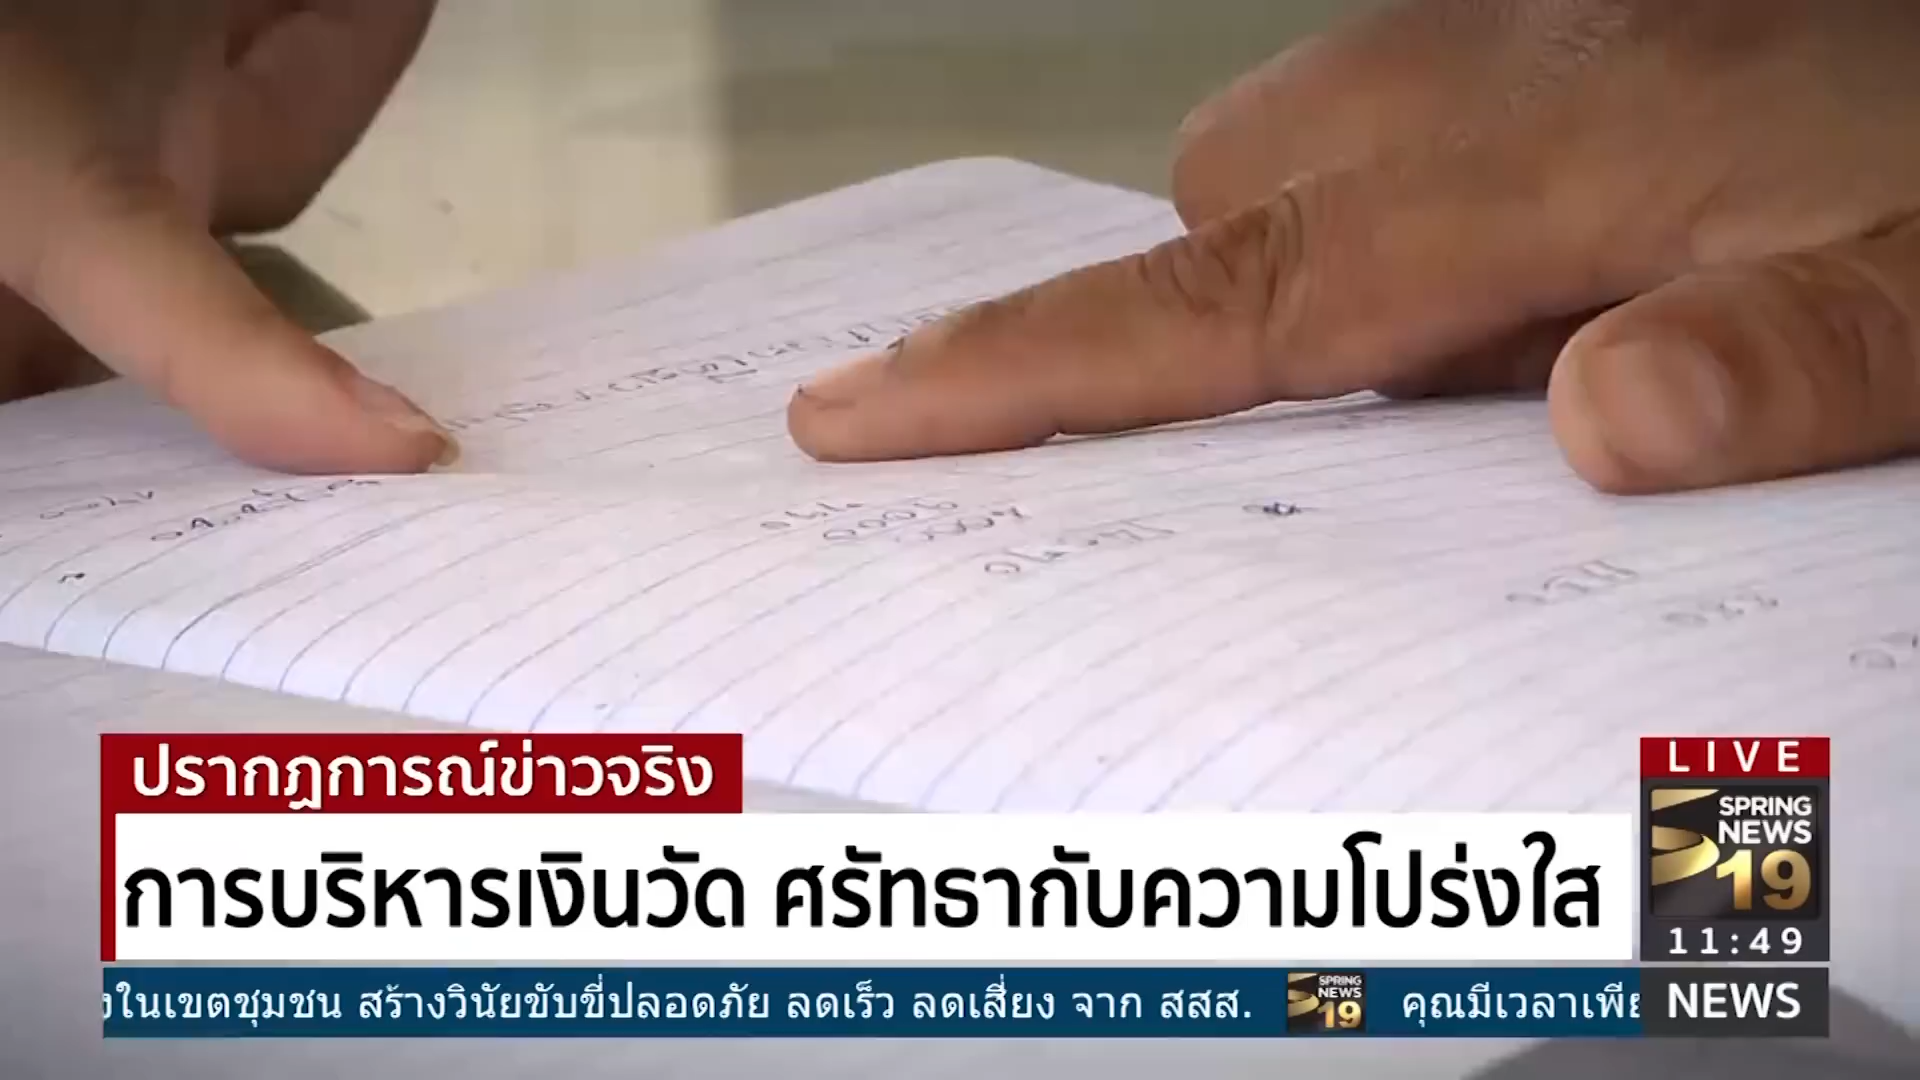 ปรากฏการณ์ข่าวจริง
การบริหารเงินวัด ศรัทธากับความโปร่งใส
LIVE
SPRING
NEWS
19
11:49
งในเขตชุมชน สร้างวินัยขับขี่ปลอดภัย ลดเร็ว ลดเสี่ยง จาก สสส.
SPRING
NEWS
19
คุณมีเวลาเพีย
NEWS